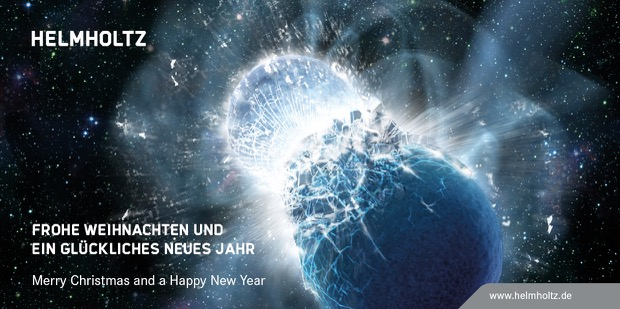 HELMHOLTZ
FROHE WEIHNACHTEN UND
EIN GLÜCKLICHES NEUES JAHR
Merry Christmas and a Happy New Year
www.helmholtz.de